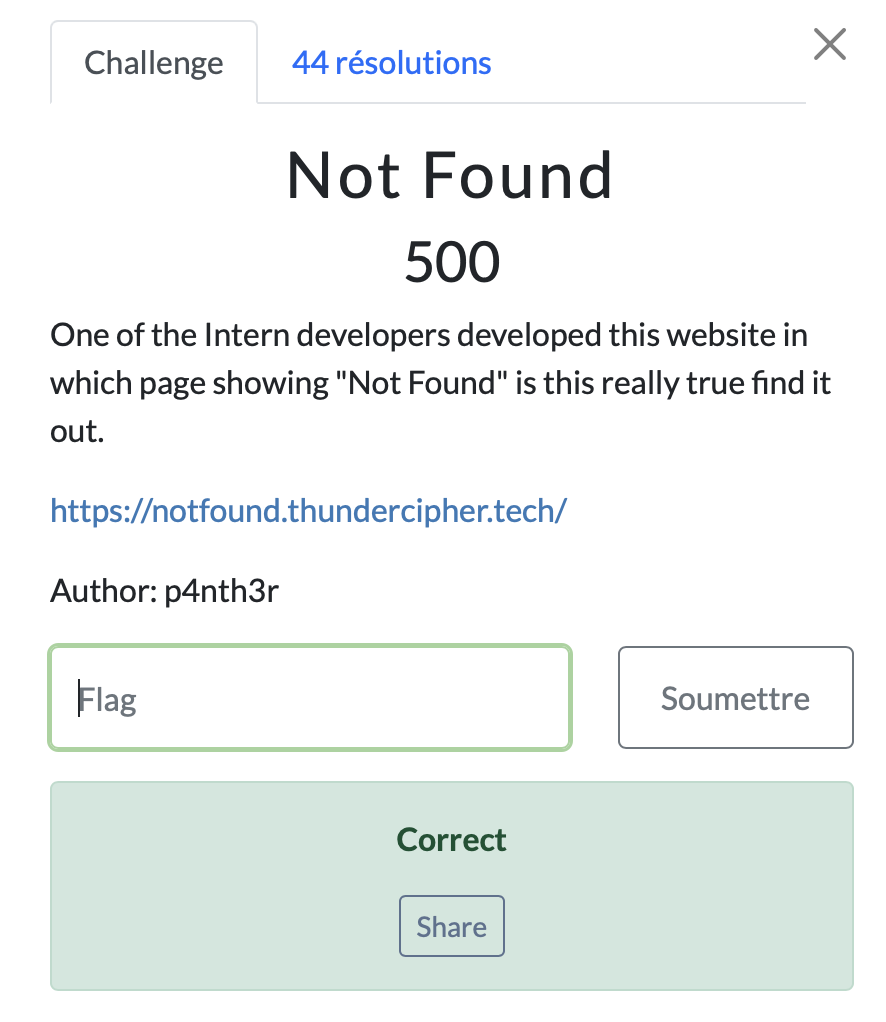 Challenge
44 résolutions
Not Found
500
One of the Intern developers developed this website in
which page showing "Not Found" is this really true find it
out.
https://notfound.thundercipher.tech/
Author: p4nth3r
Flag
Soumettre
Correct
Share